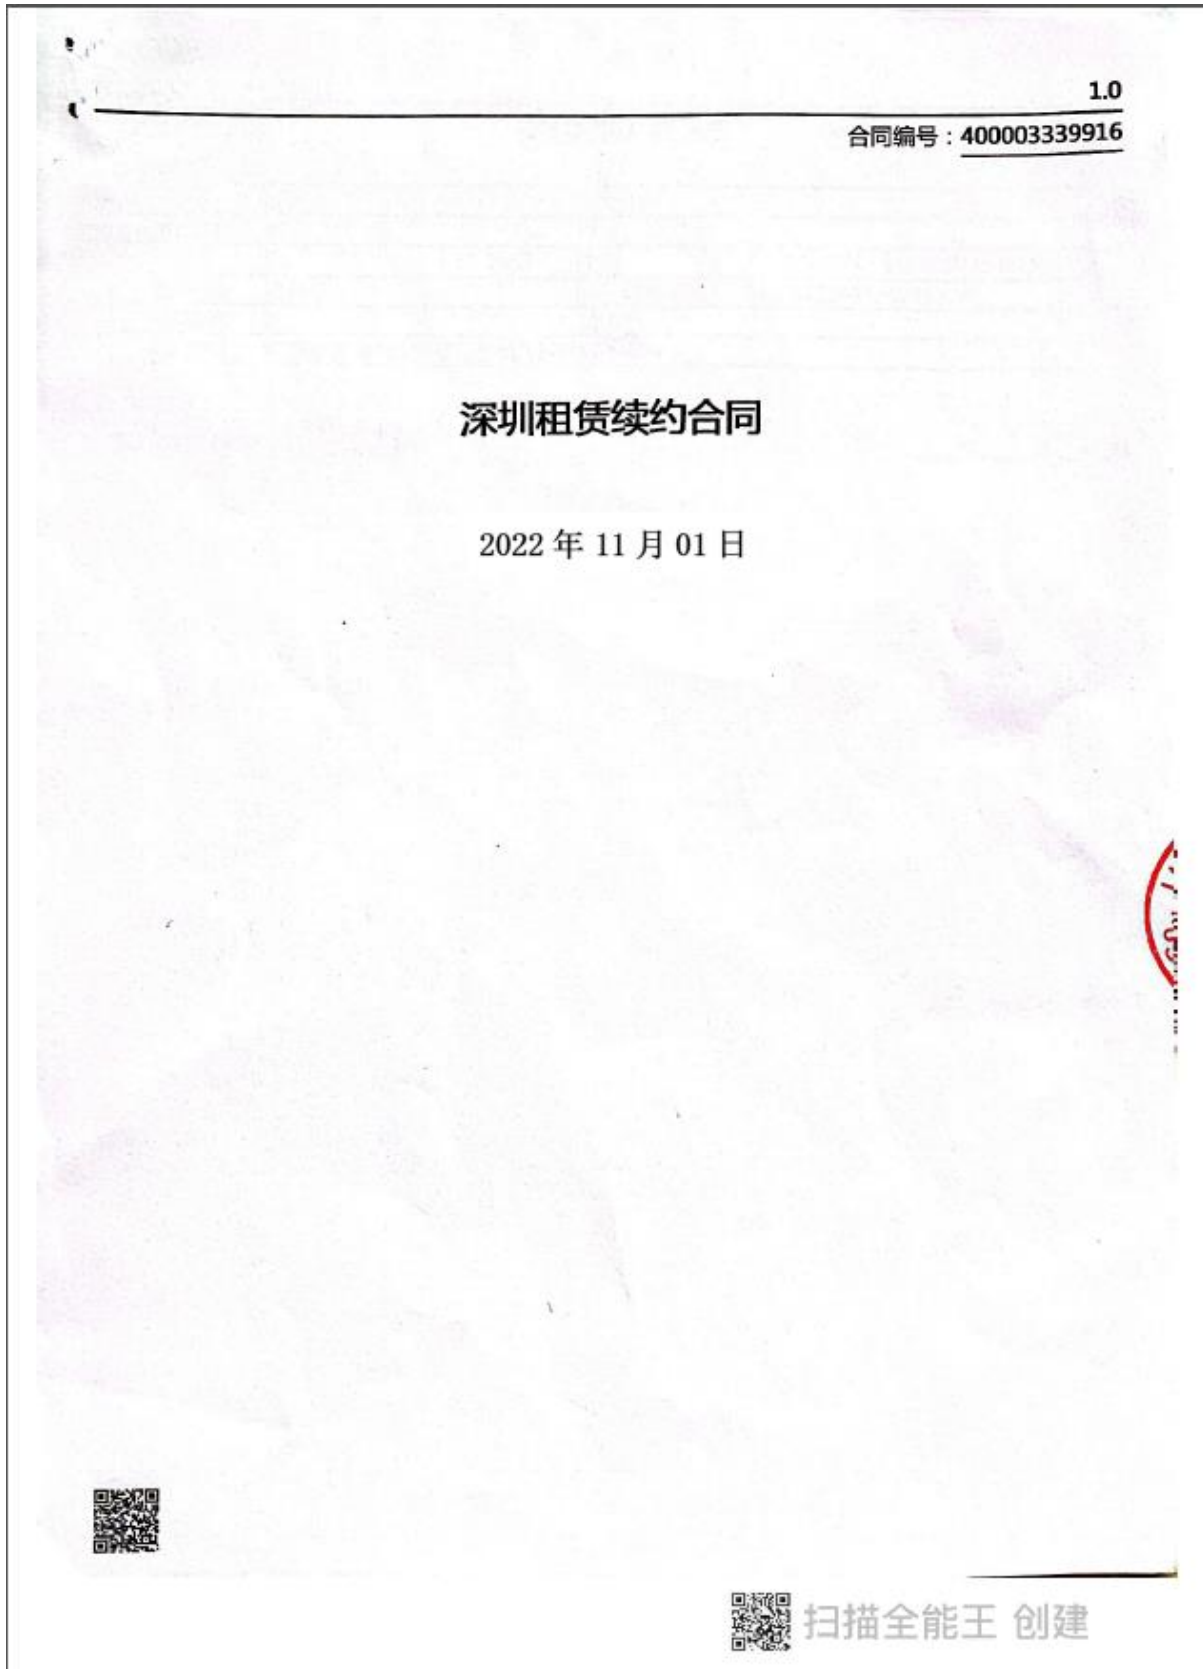 1.0
合同编号：400003339916
深圳租赁续约合同
2022 年 11 月 01 日
扫描全能王 创建